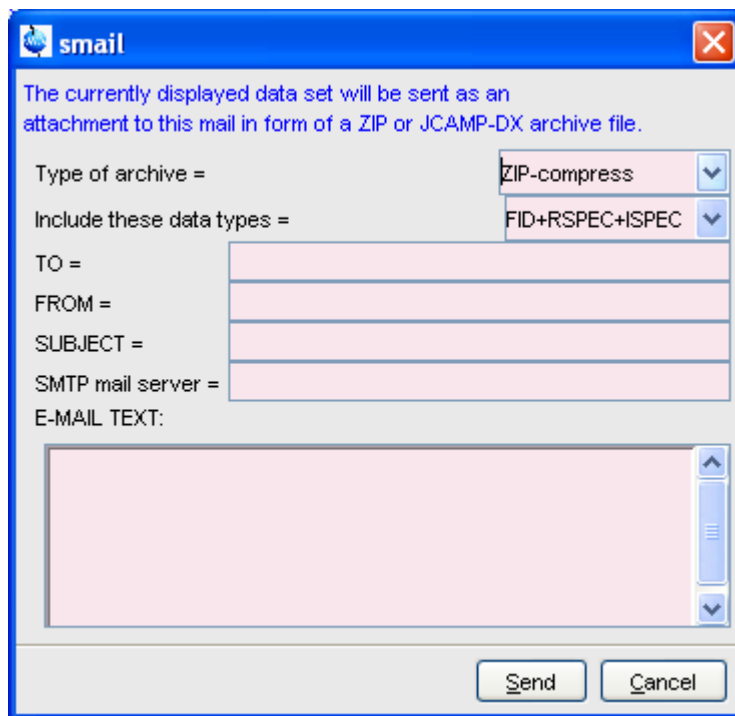 smail
The currently displayed data set will be sent as an
attachment to this mail in form of a ZIP or JCAMP-DX archive file.
Type of archive = ZIP-compress
Include these data types = FID+RSPEC+ISPEC
TO =
FROM =
SUBJECT =
SMTP mail server =
E-MAIL TEXT:
Send Cancel